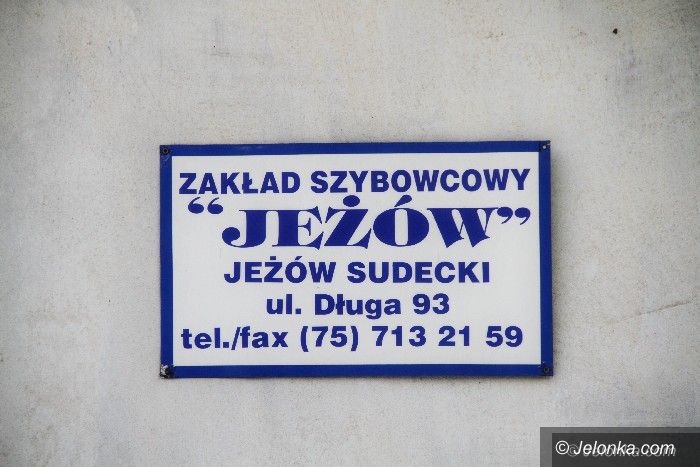 ZAKŁAD SZYBOWCOWY
“JEŻÓW”
JEŻÓW SUDECKI
ul. Długa 93
tel./fax (75) 713 21 59
© Jelonka.com